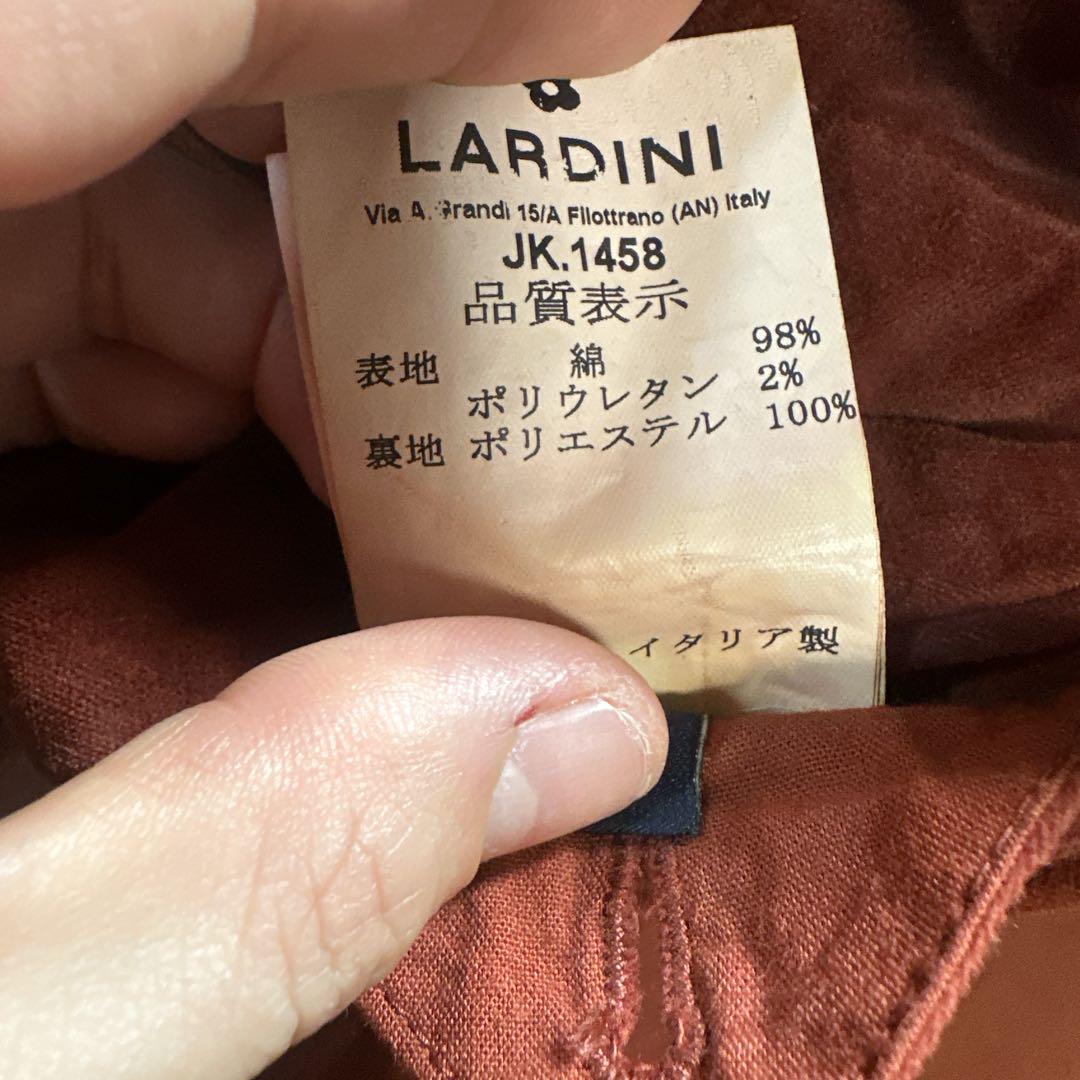 LARDINI
Via A. Grandi 15/A Filottrano (AN) Italy
JK.1458
品質表示
表地 綿 98%
ポリウレタン 2%
裏地 ポリエステル 100%
イタリア製